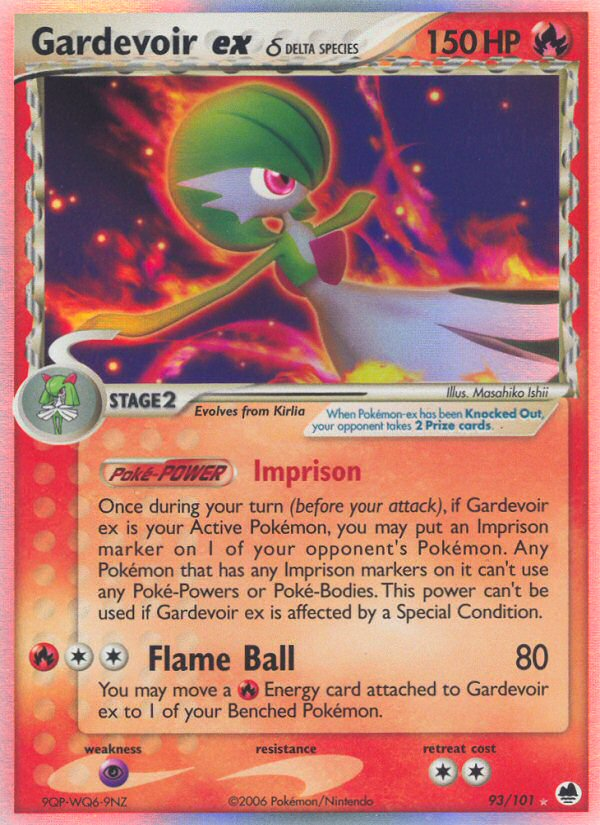 Gardevoir ex δ DELTA SPECIES 150 HP
Illus. Masahiko Ishii
STAGE2
Evolves from Kirlia
When Pokémon-ex has been Knocked Out,
your opponent takes 2 Prize cards.
Poké-POWER Imprison
Once during your turn (before your attack), if Gardevoir
ex is your Active Pokémon, you may put an Imprison
marker on 1 of your opponent's Pokémon. Any
Pokémon that has any Imprison markers on it can't use
any Poké-Powers or Poké-Bodies. This power can't be
used if Gardevoir ex is affected by a Special Condition.
Flame Ball 80
You may move a Energy card attached to Gardevoir
ex to 1 of your Benched Pokémon.
weakness resistance retreat cost
9QP-WQ6-9NZ ©2006 Pokémon/Nintendo 93/101 ★